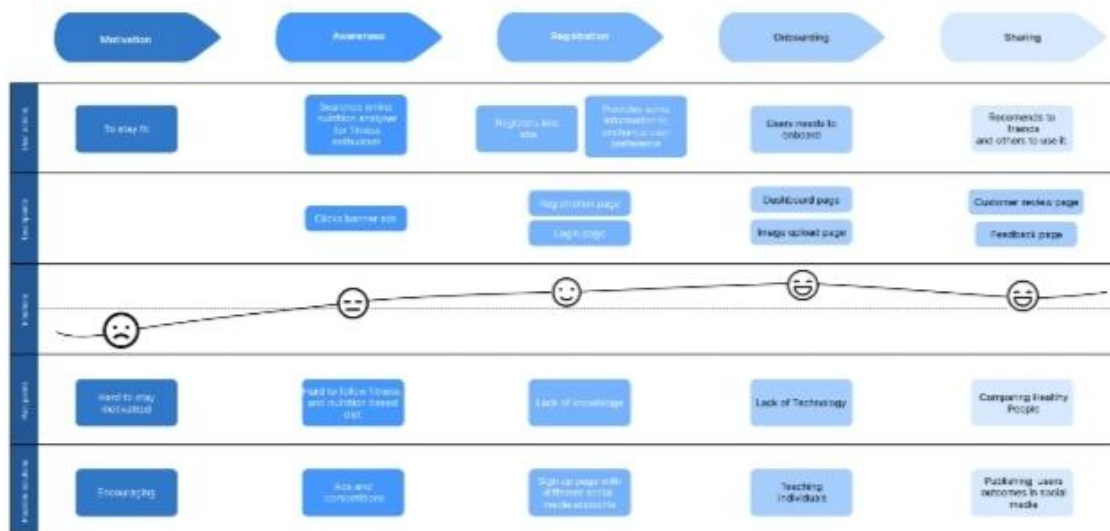 Motivation
Awareness
Registration
Onboarding
Sharing
To stay fit
Searches online
nutrition analyser
for fitness
enthusiast
Registers into
site
Provides some
information to
enchance user
preference
Users needs to
onboard
Recomends to
friends
and others to use it
Clicks banner ads
Registration page
Login page
Dashboard page
Image upload page
Customer review page
Feedback page
Hard to stay
motivated
Hard to follow fitness
and nutrition based
diet
Lack of knowledge
Lack of Technology
Comparing Healthy
People
Encouraging
Ads and
competitions
Sign up page with
different social
media accounts
Teaching
individuals
Publishing users
outcomes in social
media